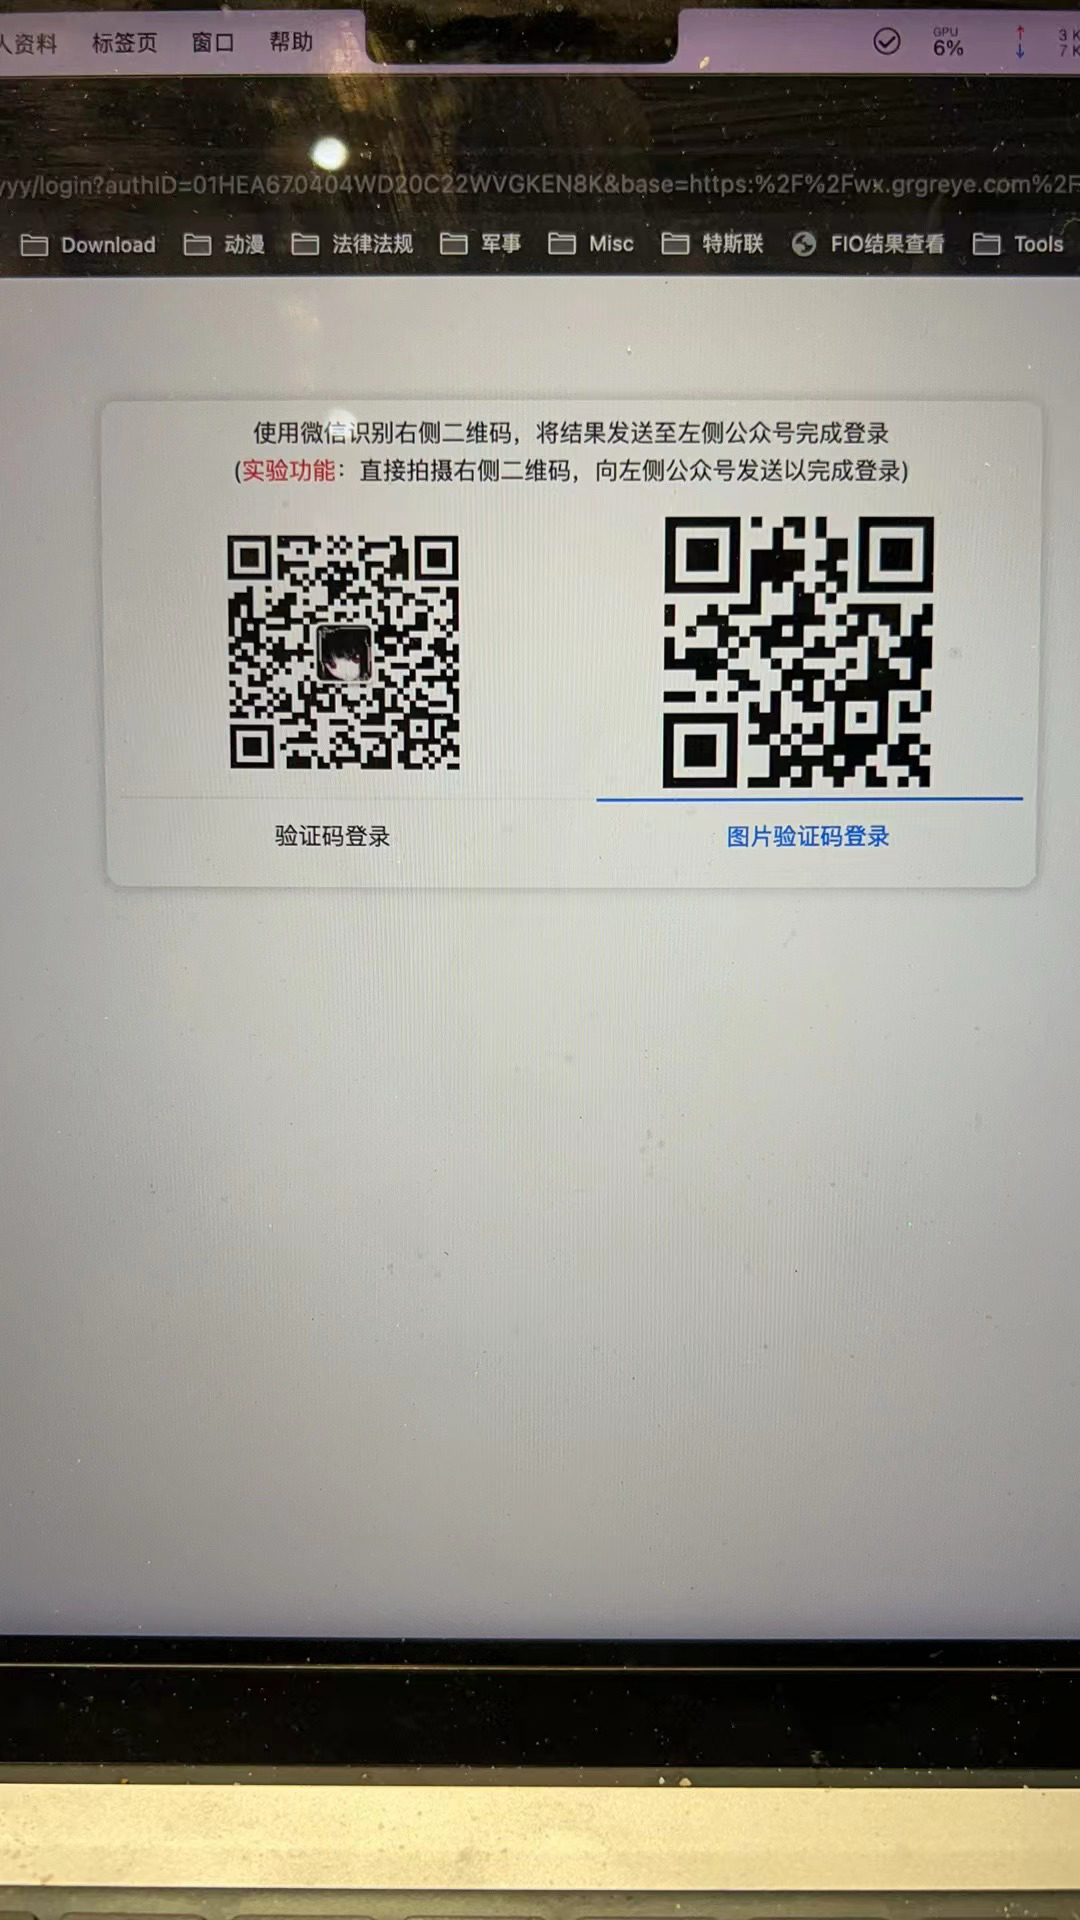 人资料 标签页 窗口 帮助 GPU 6% 3 K 7 K
yyy/login?authID=01HEA670404WD20C22WVGKEN8K&base=https:%2F%2Fwx.grgreye.com%2F
Download 动漫 法律法规 军事 Misc 特斯联 FIO结果查看 Tools
使用微信识别右侧二维码，将结果发送至左侧公众号完成登录
(实验功能：直接拍摄右侧二维码，向左侧公众号发送以完成登录)
验证码登录 图片验证码登录